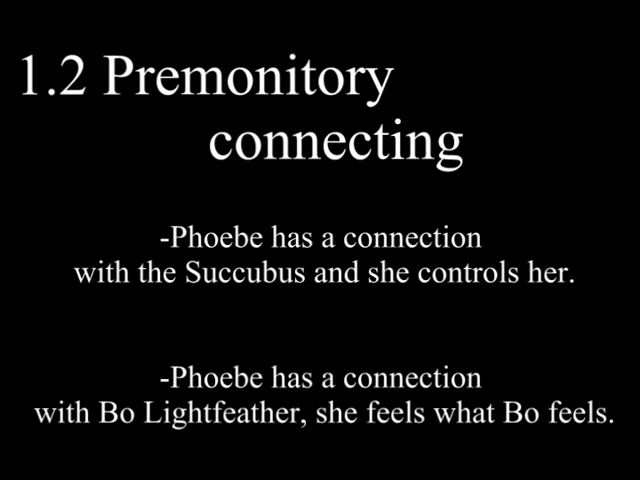 1.2 Premonitory
connecting
-Phoebe has a connection
with the Succubus and she controls her.
-Phoebe has a connection
with Bo Lightfeather, she feels what Bo feels.